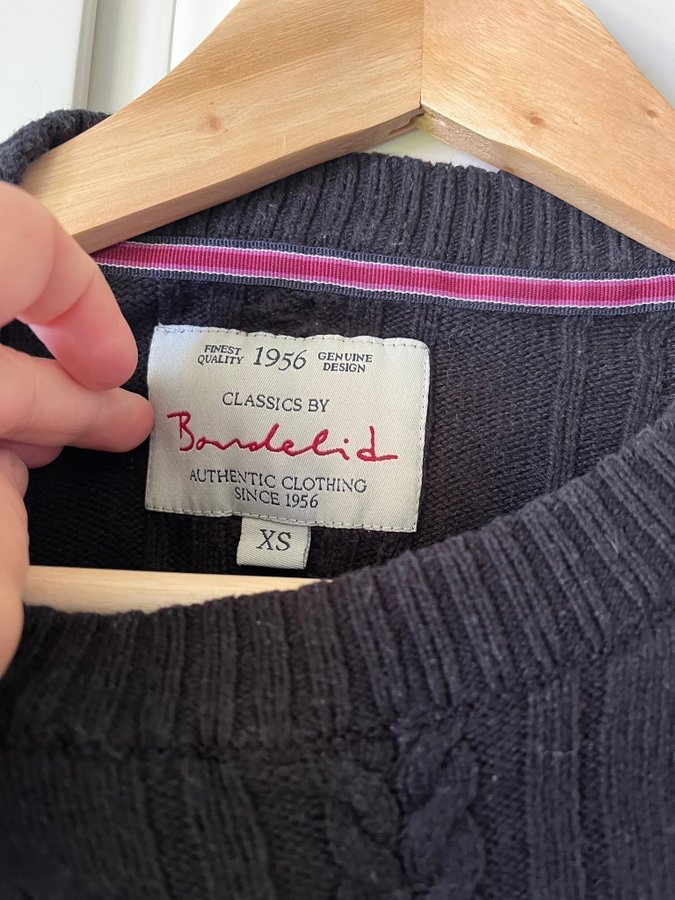 FINEST QUALITY 1956 GENUINE DESIGN
CLASSICS BY
Bondelid
AUTHENTIC CLOTHING
SINCE 1956
XS